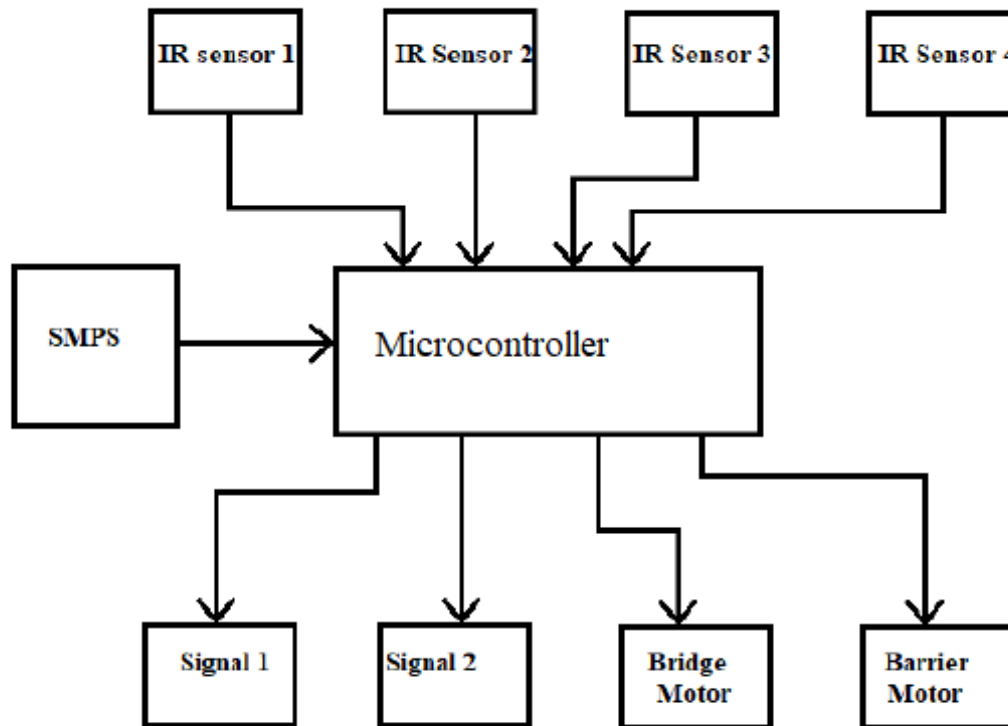 IR sensor 1
IR Sensor 2
IR Sensor 3
IR Sensor 4
SMPS
Microcontroller
Signal 1
Signal 2
Bridge
Motor
Barrier
Motor